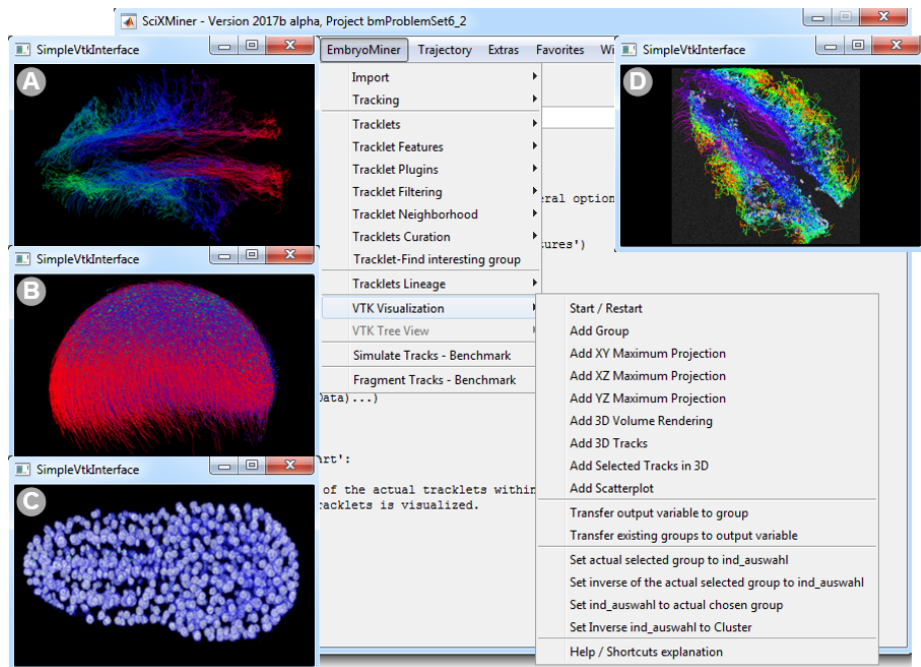 SciXMiner - Version 2017b alpha, Project bmProblemSet6_2
SimpleVtkInterface
A
EmbryoMiner Trajectory Extras Favorites Wi
SimpleVtkInterface
D
Import
Tracking
Tracklets
Tracklet Features
Tracklet Plugins
Tracklet Filtering
eral option
Tracklet Neighborhood
Tracklets Curation
tures')
Tracklet-Find interesting group
SimpleVtkInterface
B
Tracklets Lineage
VTK Visualization
VTK Tree View
Simulate Tracks - Benchmark
Fragment Tracks - Benchmark
Data)...)
Start / Restart
Add Group
Add XY Maximum Projection
Add XZ Maximum Projection
Add YZ Maximum Projection
Add 3D Volume Rendering
Add 3D Tracks
Add Selected Tracks in 3D
Add Scatterplot
Transfer output variable to group
Transfer existing groups to output variable
Set actual selected group to ind_auswahl
Set inverse of the actual selected group to ind_auswahl
Set ind_auswahl to actual chosen group
Set Inverse ind_auswahl to Cluster
Help / Shortcuts explanation
SimpleVtkInterface
C
art':
of the actual tracklets within
racklets is visualized.